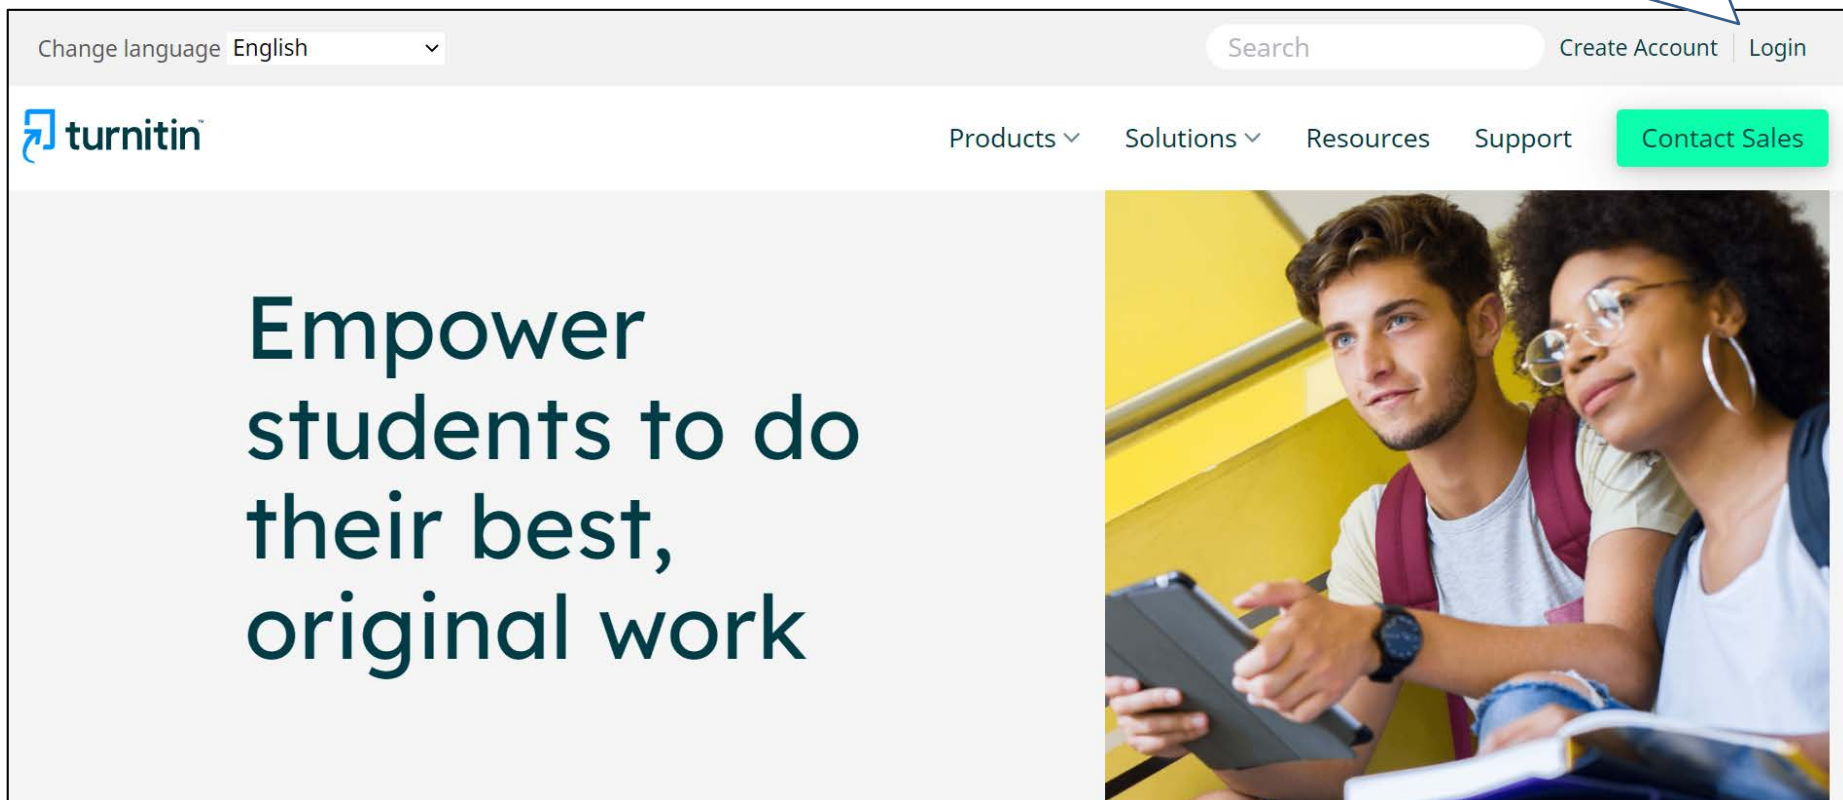 Change language English
Search
Create Account
Login
turnitin™
Products
Solutions
Resources
Support
Contact Sales
Empower
students to do
their best,
original work